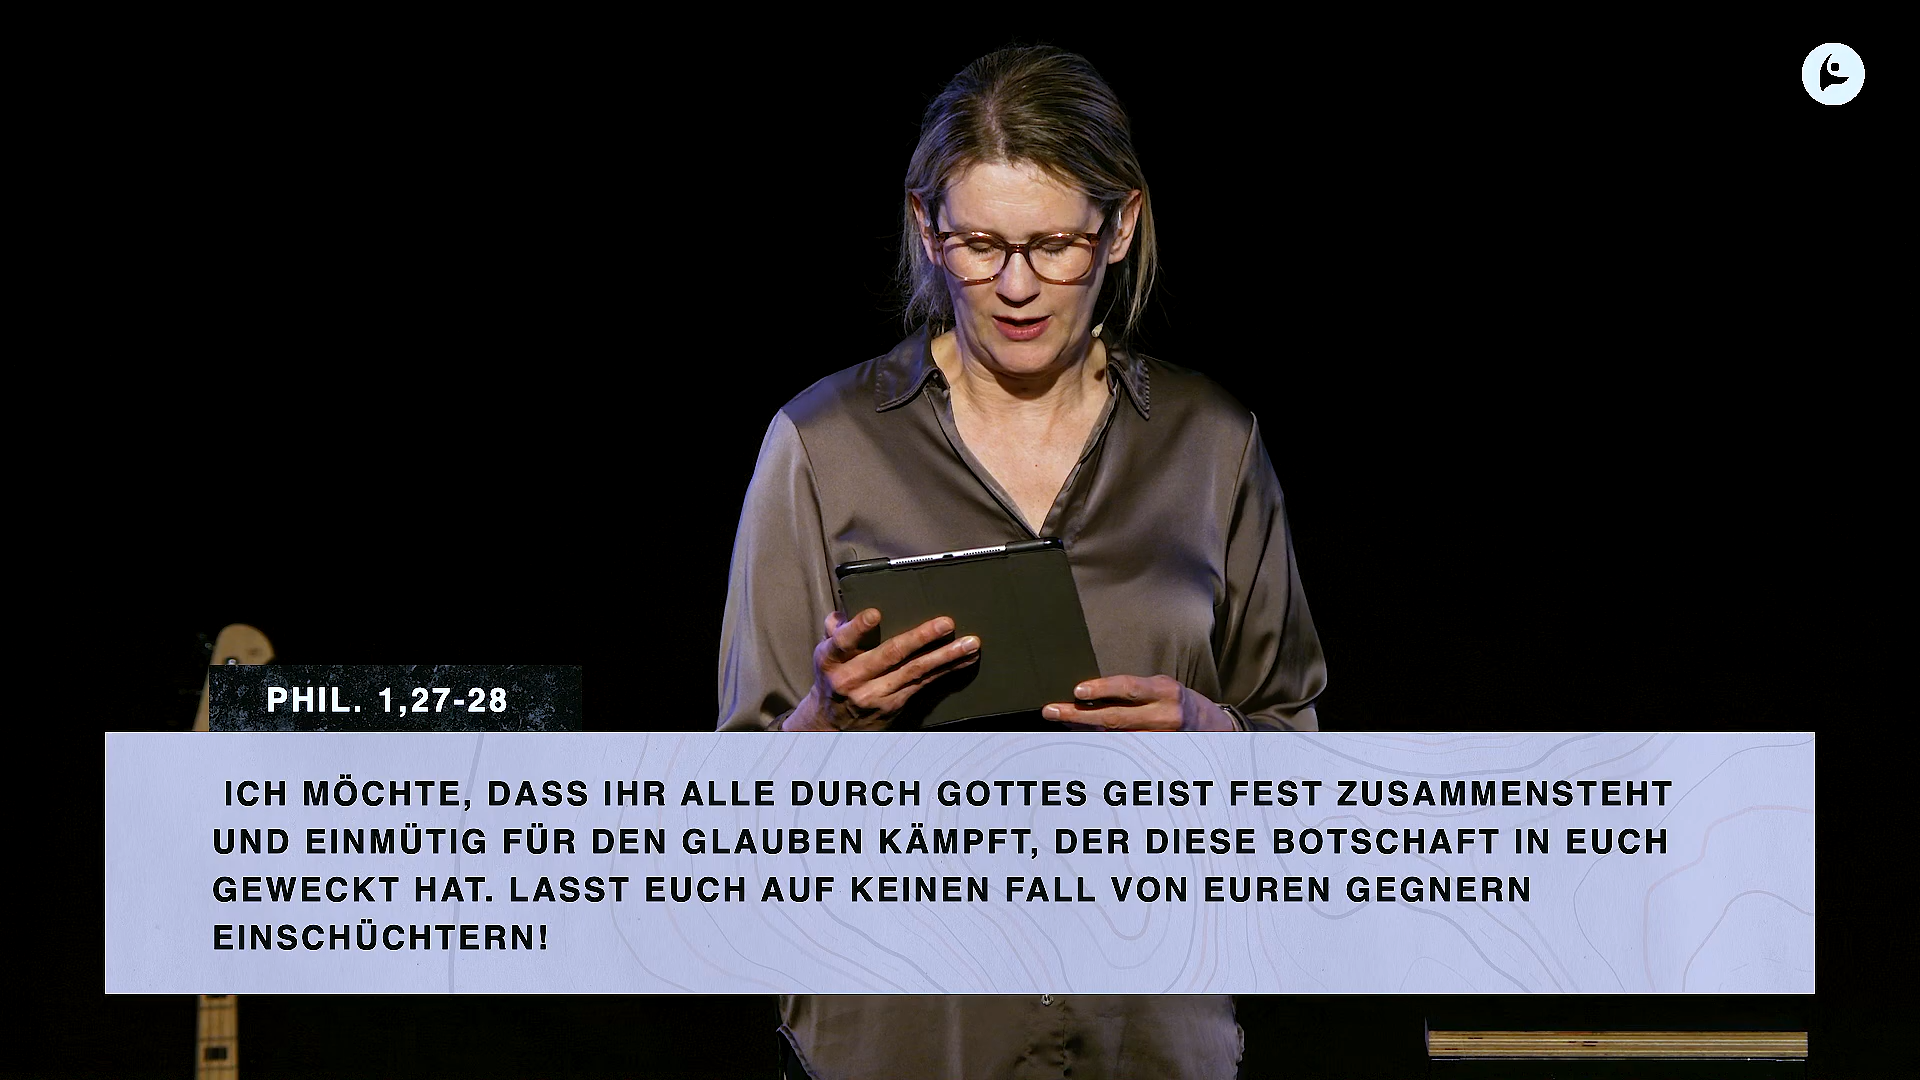 PHIL. 1,27-28
ICH MÖCHTE, DASS IHR ALLE DURCH GOTTES GEIST FEST ZUSAMMENSTEHT
UND EINMÜTIG FÜR DEN GLAUBEN KÄMPFT, DER DIESE BOTSCHAFT IN EUCH
GEWECKT HAT. LASST EUCH AUF KEINEN FALL VON EUREN GEGNERN
EINSCHÜCHTERN!